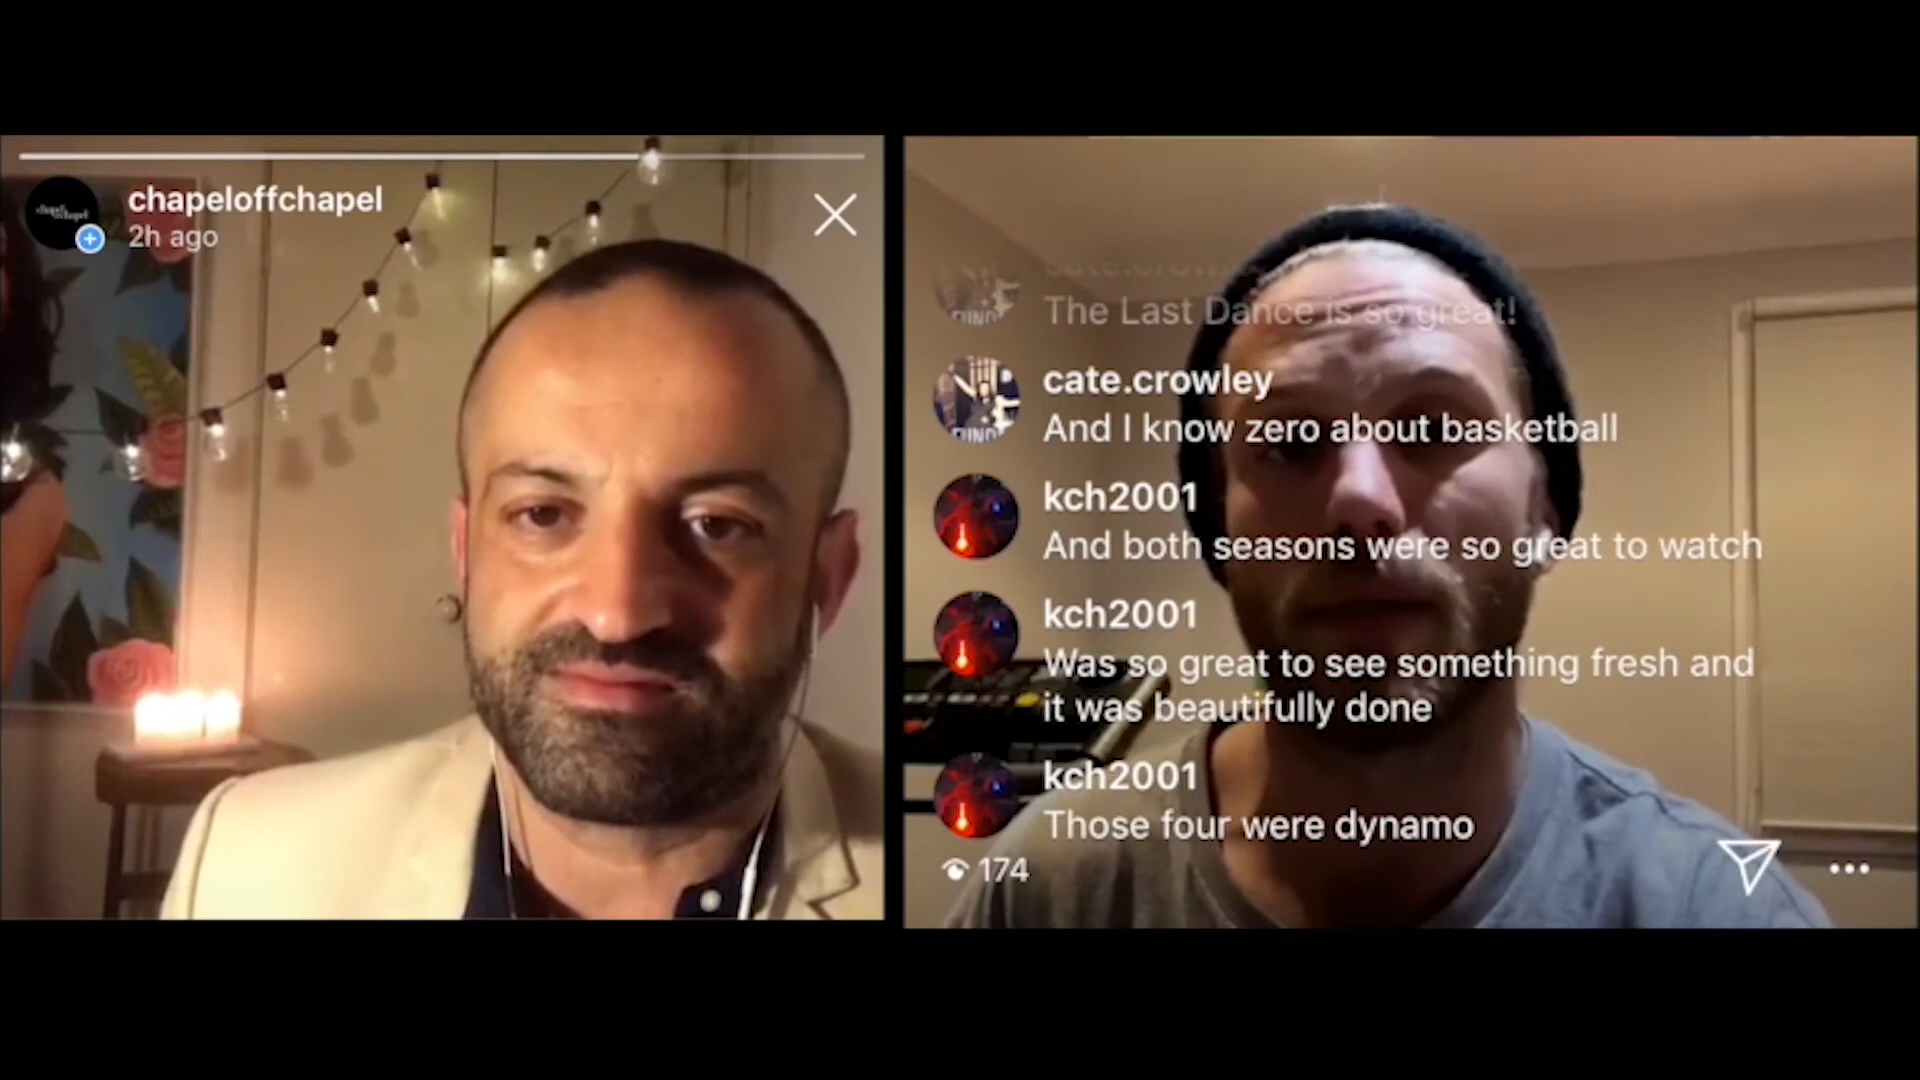 chapeloffchapel
2h ago
The Last Dance is so great!
cate.crowley
And I know zero about basketball
kch2001
And both seasons were so great to watch
kch2001
Was so great to see something fresh and
it was beautifully done
kch2001
Those four were dynamo
174